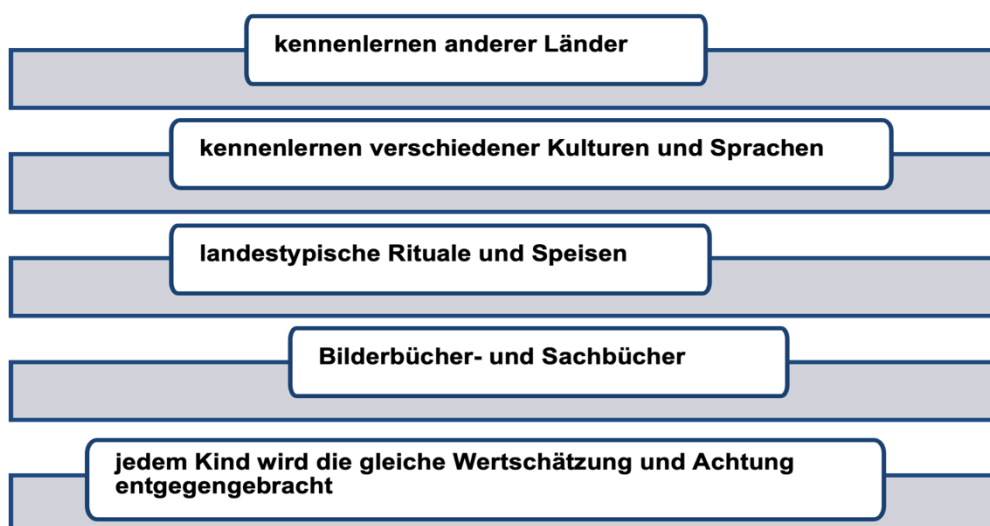 kennenlernen anderer Länder
kennenlernen verschiedener Kulturen und Sprachen
landestypische Rituale und Speisen
Bilderbücher- und Sachbücher
jedem Kind wird die gleiche Wertschätzung und Achtung
entgegengebracht